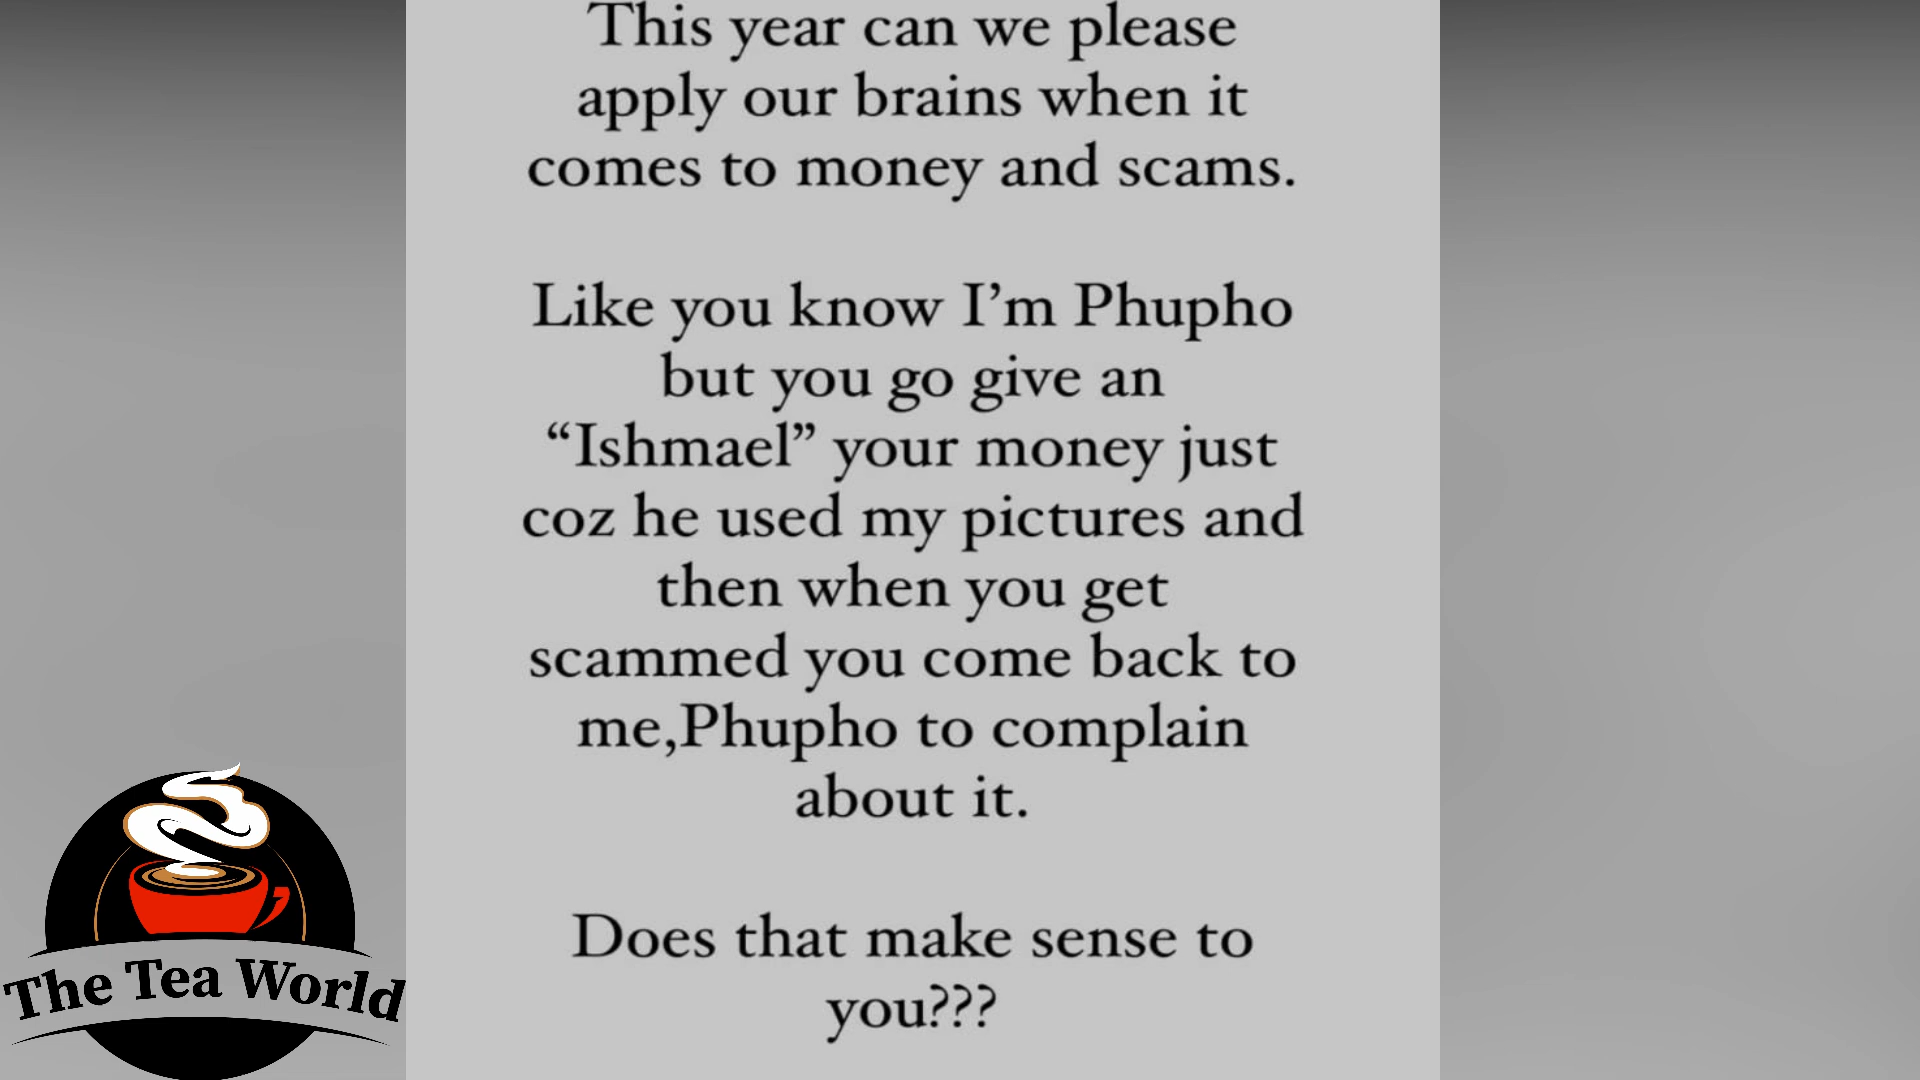 This year can we please
apply our brains when it
comes to money and scams.
Like you know I’m Phupho
but you go give an
“Ishmael” your money just
coz he used my pictures and
then when you get
scammed you come back to
me,Phupho to complain
about it.
Does that make sense to
you???
The Tea World